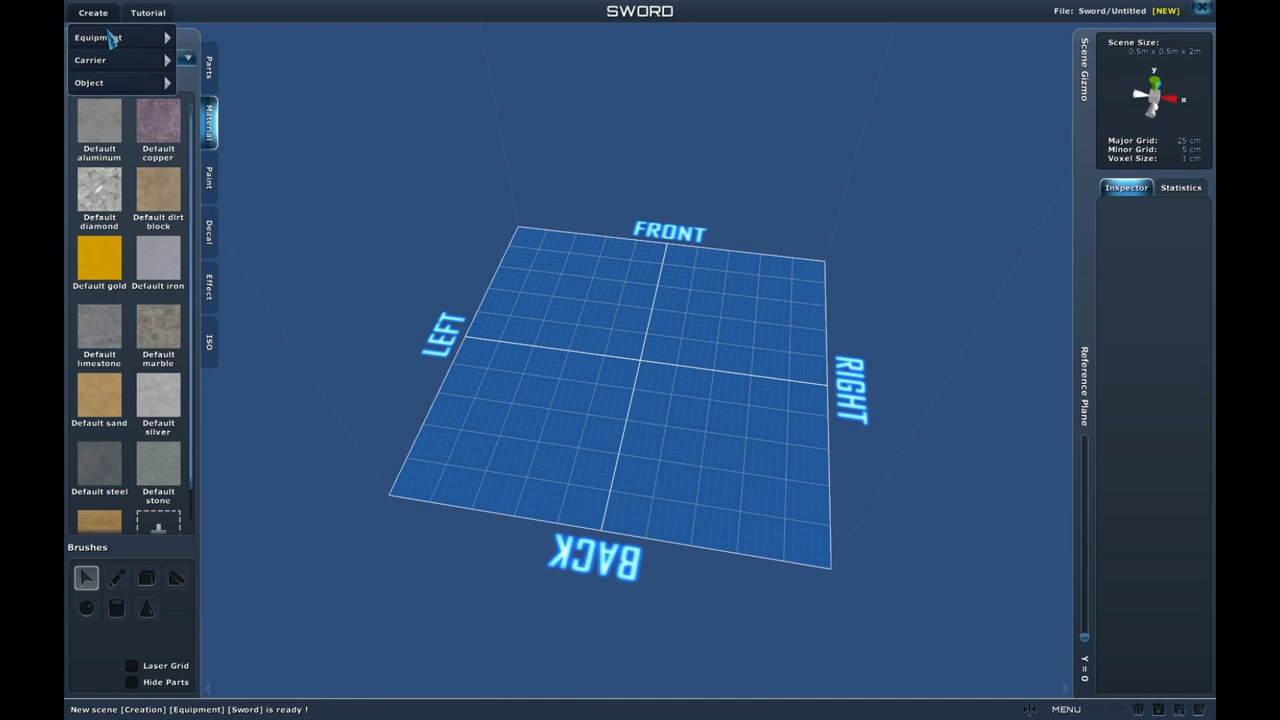 Create
Tutorial
SWORD
File: Sword/Untitled [NEW]
Equipment
Carrier
Object
Parts
Material
Paint
Decal
Effect
ISO
Default aluminum
Default copper
Default diamond
Default dirt block
Default gold
Default iron
Default limestone
Default marble
Default sand
Default silver
Default steel
Default stone
Brushes
Laser Grid
Hide Parts
FRONT
LEFT
RIGHT
BACK
Scene Gizmo
Scene Size:
0.5m x 0.5m x 2m
y
x
Major Grid: 25 cm
Minor Grid: 5 cm
Voxel Size: 1 cm
Inspector
Statistics
Reference Plane
Y = 0
New scene [Creation] [Equipment] [Sword] is ready !
MENU